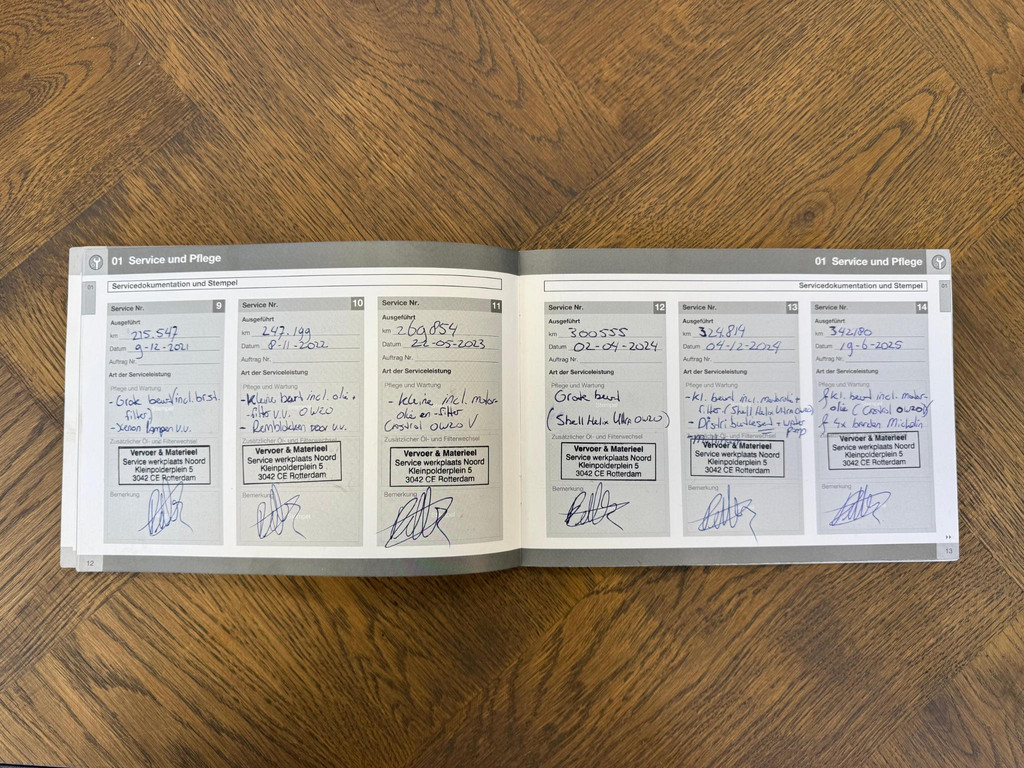 01 Service und Pflege
Servicedokumentation und Stempel
01
Service Nr. 9
Ausgeführt
km 215.547
Datum 9-12-2021
Auftrag Nr.
Art der Serviceleistung
Pflege und Wartung
- Grote beurt (incl. brst.
filter)
- Xenon lampen v.v.
Zusätzlicher Öl- und Filterwechsel
Vervoer & Materieel
Service werkplaats Noord
Kleinpolderplein 5
3042 CE Rotterdam
Bemerkung
Service Nr. 10
Ausgeführt
km 247.199
Datum 8-11-2022
Auftrag Nr.
Art der Serviceleistung
Pflege und Wartung
- Kleine beurt incl. olie +
- filter v.v. 0W20
- Remblokken voor v.v.
Zusätzlicher Öl- und Filterwechsel
Vervoer & Materieel
Service werkplaats Noord
Kleinpolderplein 5
3042 CE Rotterdam
Bemerkung
Service Nr. 11
Ausgeführt
km 269.854
Datum 22-05-2023
Auftrag Nr.
Art der Serviceleistung
Pflege und Wartung
- Kleine incl. motor-
olie en -filter
Castrol 0W20 V
Zusätzlicher Öl- und Filterwechsel
Vervoer & Materieel
Service werkplaats Noord
Kleinpolderplein 5
3042 CE Rotterdam
Bemerkung
12
01 Service und Pflege
Servicedokumentation und Stempel
01
Service Nr. 12
Ausgeführt
km 300555
Datum 02-04-2024
Auftrag Nr.
Art der Serviceleistung
Pflege und Wartung
Grote beurt
(Shell Helix Ultra 0W20)
Zusätzlicher Öl- und Filterwechsel
Vervoer & Materieel
Service werkplaats Noord
Kleinpolderplein 5
3042 CE Rotterdam
Bemerkung
Service Nr. 13
Ausgeführt
km 324.814
Datum 04-12-2024
Auftrag Nr.
Art der Serviceleistung
Pflege und Wartung
- kl. beurt incl. motorolie +
filter (Shell Helix Ultra 0W20)
- Distributieset + water
pomp
Zusätzlicher Öl- und Filterwechsel
Vervoer & Materieel
Service werkplaats Noord
Kleinpolderplein 5
3042 CE Rotterdam
Bemerkung
Service Nr. 14
Ausgeführt
km 342180
Datum 19-6-2025
Auftrag Nr.
Art der Serviceleistung
Pflege und Wartung
kl. beurt incl. motor-
olie (Castrol 0W20)
4x banden Michelin
Zusätzlicher Öl- und Filterwechsel
Vervoer & Materieel
Service werkplaats Noord
Kleinpolderplein 5
3042 CE Rotterdam
Bemerkung
13